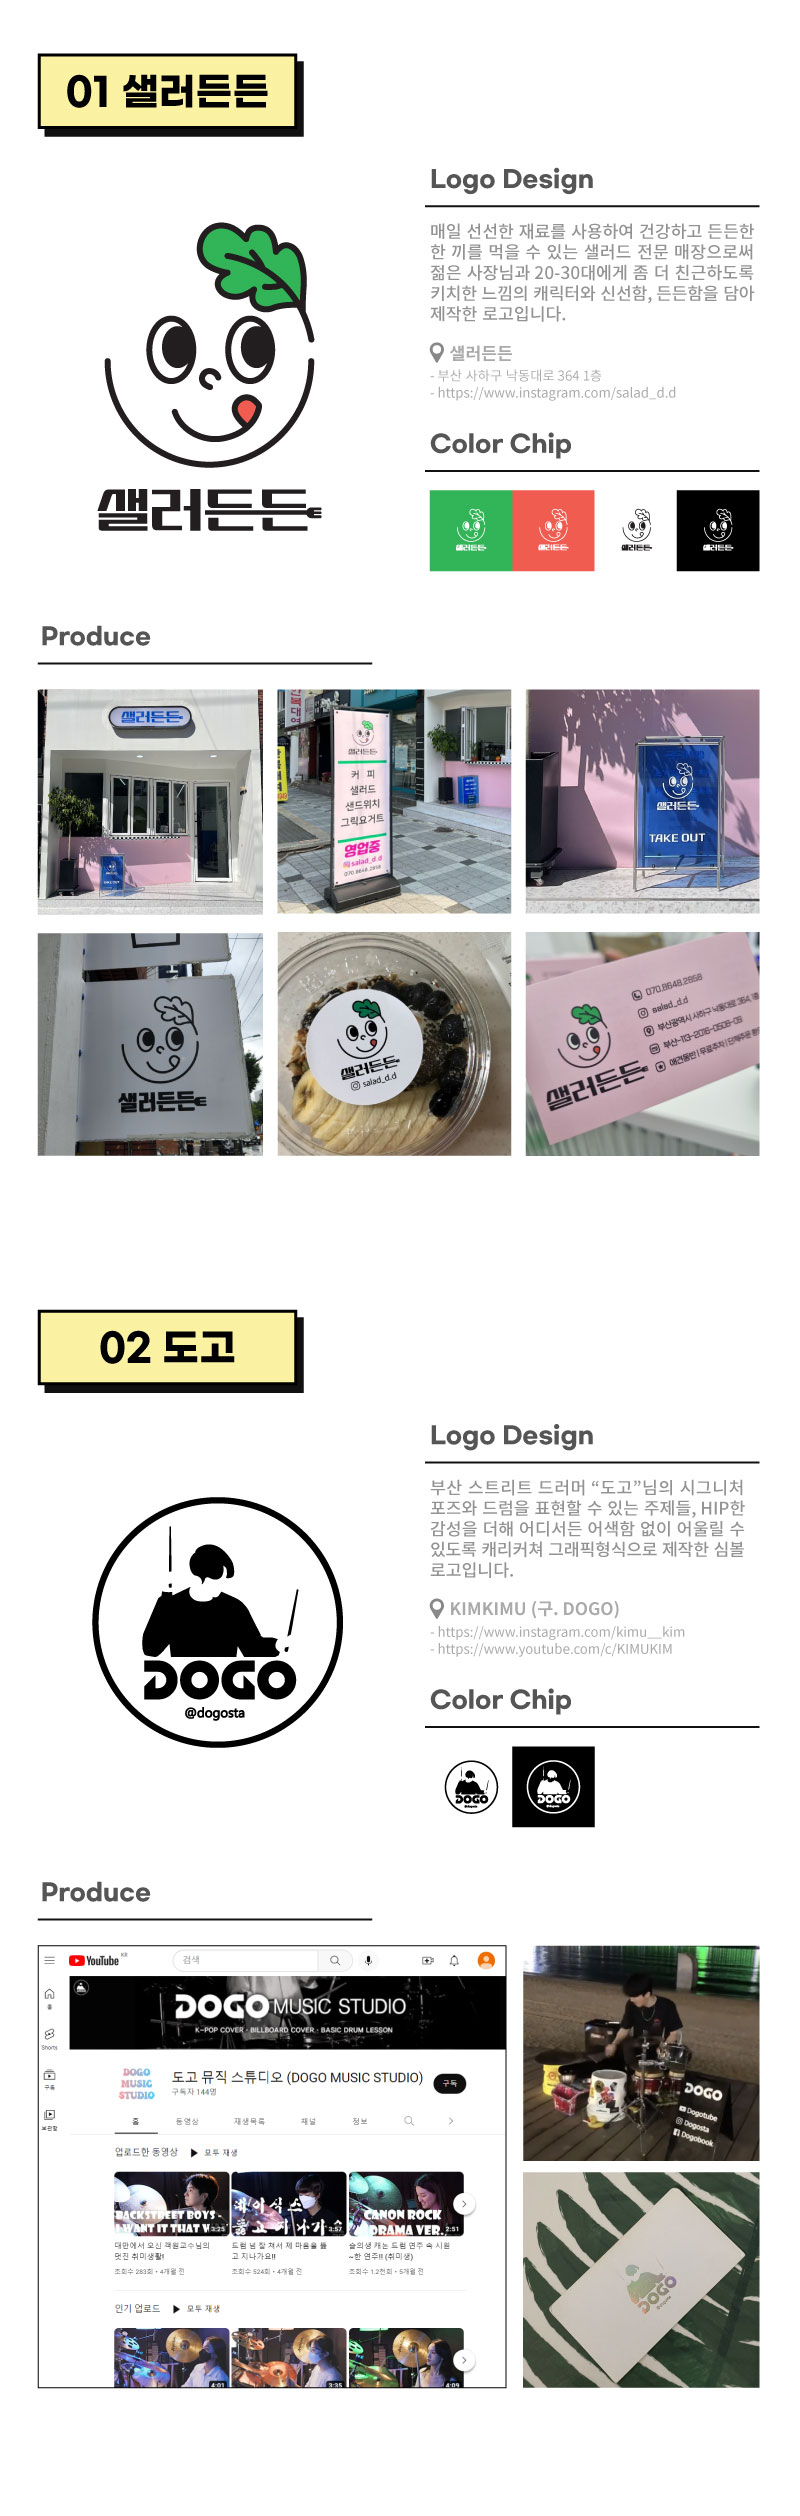 01 샐러든든
Logo Design
매일 선선한 재료를 사용하여 건강하고 든든한
한 끼를 먹을 수 있는 샐러드 전문 매장으로써
젊은 사장님과 20-30대에게 좀 더 친근하도록
키치한 느낌의 캐릭터와 신선함, 든든함을 담아
제작한 로고입니다.
샐러든든
- 부산 사하구 낙동대로 364 1층
- https://www.instagram.com/salad_d.d
샐러든든
Color Chip
샐러든든
샐러든든
샐러든든
샐러든든
Produce
샐러든든
TAKE OUT
샐러든든
커 피
샐러드
샌드위치
그릭요거트
영업중
salad_d.d
070.8648.2858
샐러든든
TAKE OUT
샐러든든
샐러든든
salad_d.d
샐러든든
070.8648.2858
salad_d.d
부산광역시 사하구 낙동대로 364, 1층
부산-113-2016-0508-06
애견동반 | 무료주차 | 단체주문
02 도고
Logo Design
부산 스트리트 드러머 “도고”님의 시그니처
포즈와 드럼을 표현할 수 있는 주제들, HIP한
감성을 더해 어디서든 어색함 없이 어울릴 수
있도록 캐리커쳐 그래픽형식으로 제작한 심볼
로고입니다.
KIMKIMU (구. DOGO)
- https://www.instagram.com/kimu__kim
- https://www.youtube.com/c/KIMUKIM
DOGO
@dogosta
Color Chip
DOGO
DOGO
Produce
YouTube KR
검색
홈
Shorts
구독
보관함
DOGO MUSIC STUDIO
K-POP COVER · BILLBOARD COVER · BASIC DRUM LESSON
DOGO
MUSIC
STUDIO
도고 뮤직 스튜디오 (DOGO MUSIC STUDIO)
구독자 144명
구독
홈 동영상 재생목록 채널 정보
업로드한 동영상 ▶ 모두 재생
BACKSTREET BOYS -
I WANT IT THAT W
3:25
데이식스
뚫고 지나가요
3:57
CANON ROCK
DRAMA VER.
2:51
대만에서 오신 객원교수님의
멋진 취미생활!
조회수 283회 • 4개월 전
드럼 넘 잘 쳐서 제 마음을 뚫
고 지나가요!!
조회수 524회 • 4개월 전
슬의생 캐논 드럼 연주 속 시원
~한 연주!! (취미생)
조회수 1.2천회 • 5개월 전
인기 업로드 ▶ 모두 재생
4:01
3:35
4:09
DOGO
Dogotube
Dogosta
Dogobook
DOGO
@dogosta